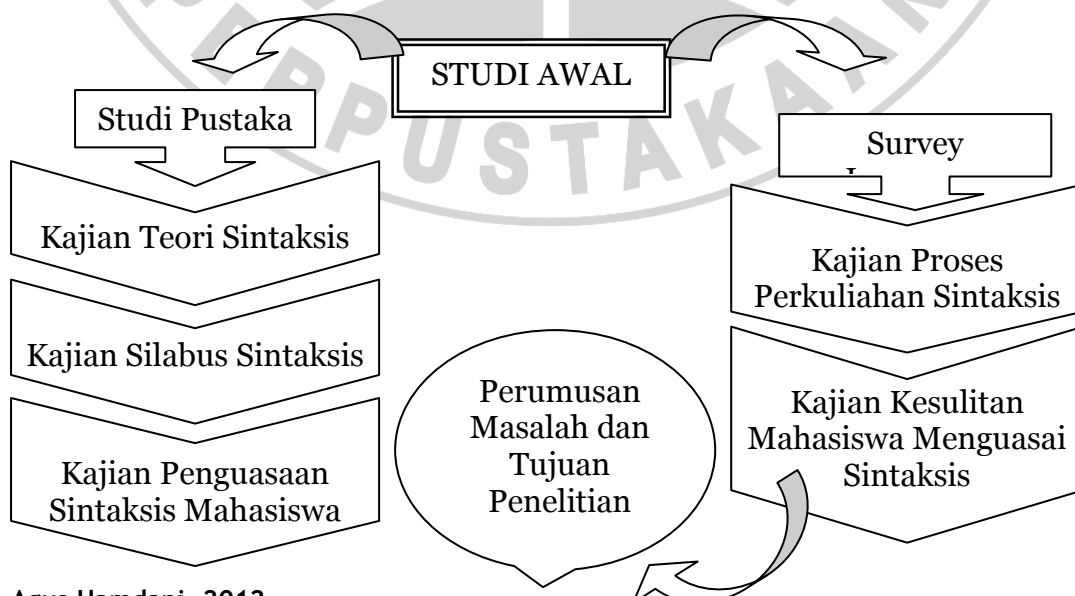 STUDI AWAL
Studi Pustaka
Kajian Teori Sintaksis
Kajian Silabus Sintaksis
Kajian Penguasaan
Sintaksis Mahasiswa
Perumusan
Masalah dan
Tujuan
Penelitian
Survey
Kajian Proses
Perkuliahan Sintaksis
Kajian Kesulitan
Mahasiswa Menguasai
Sintaksis
PUSTAKAAN